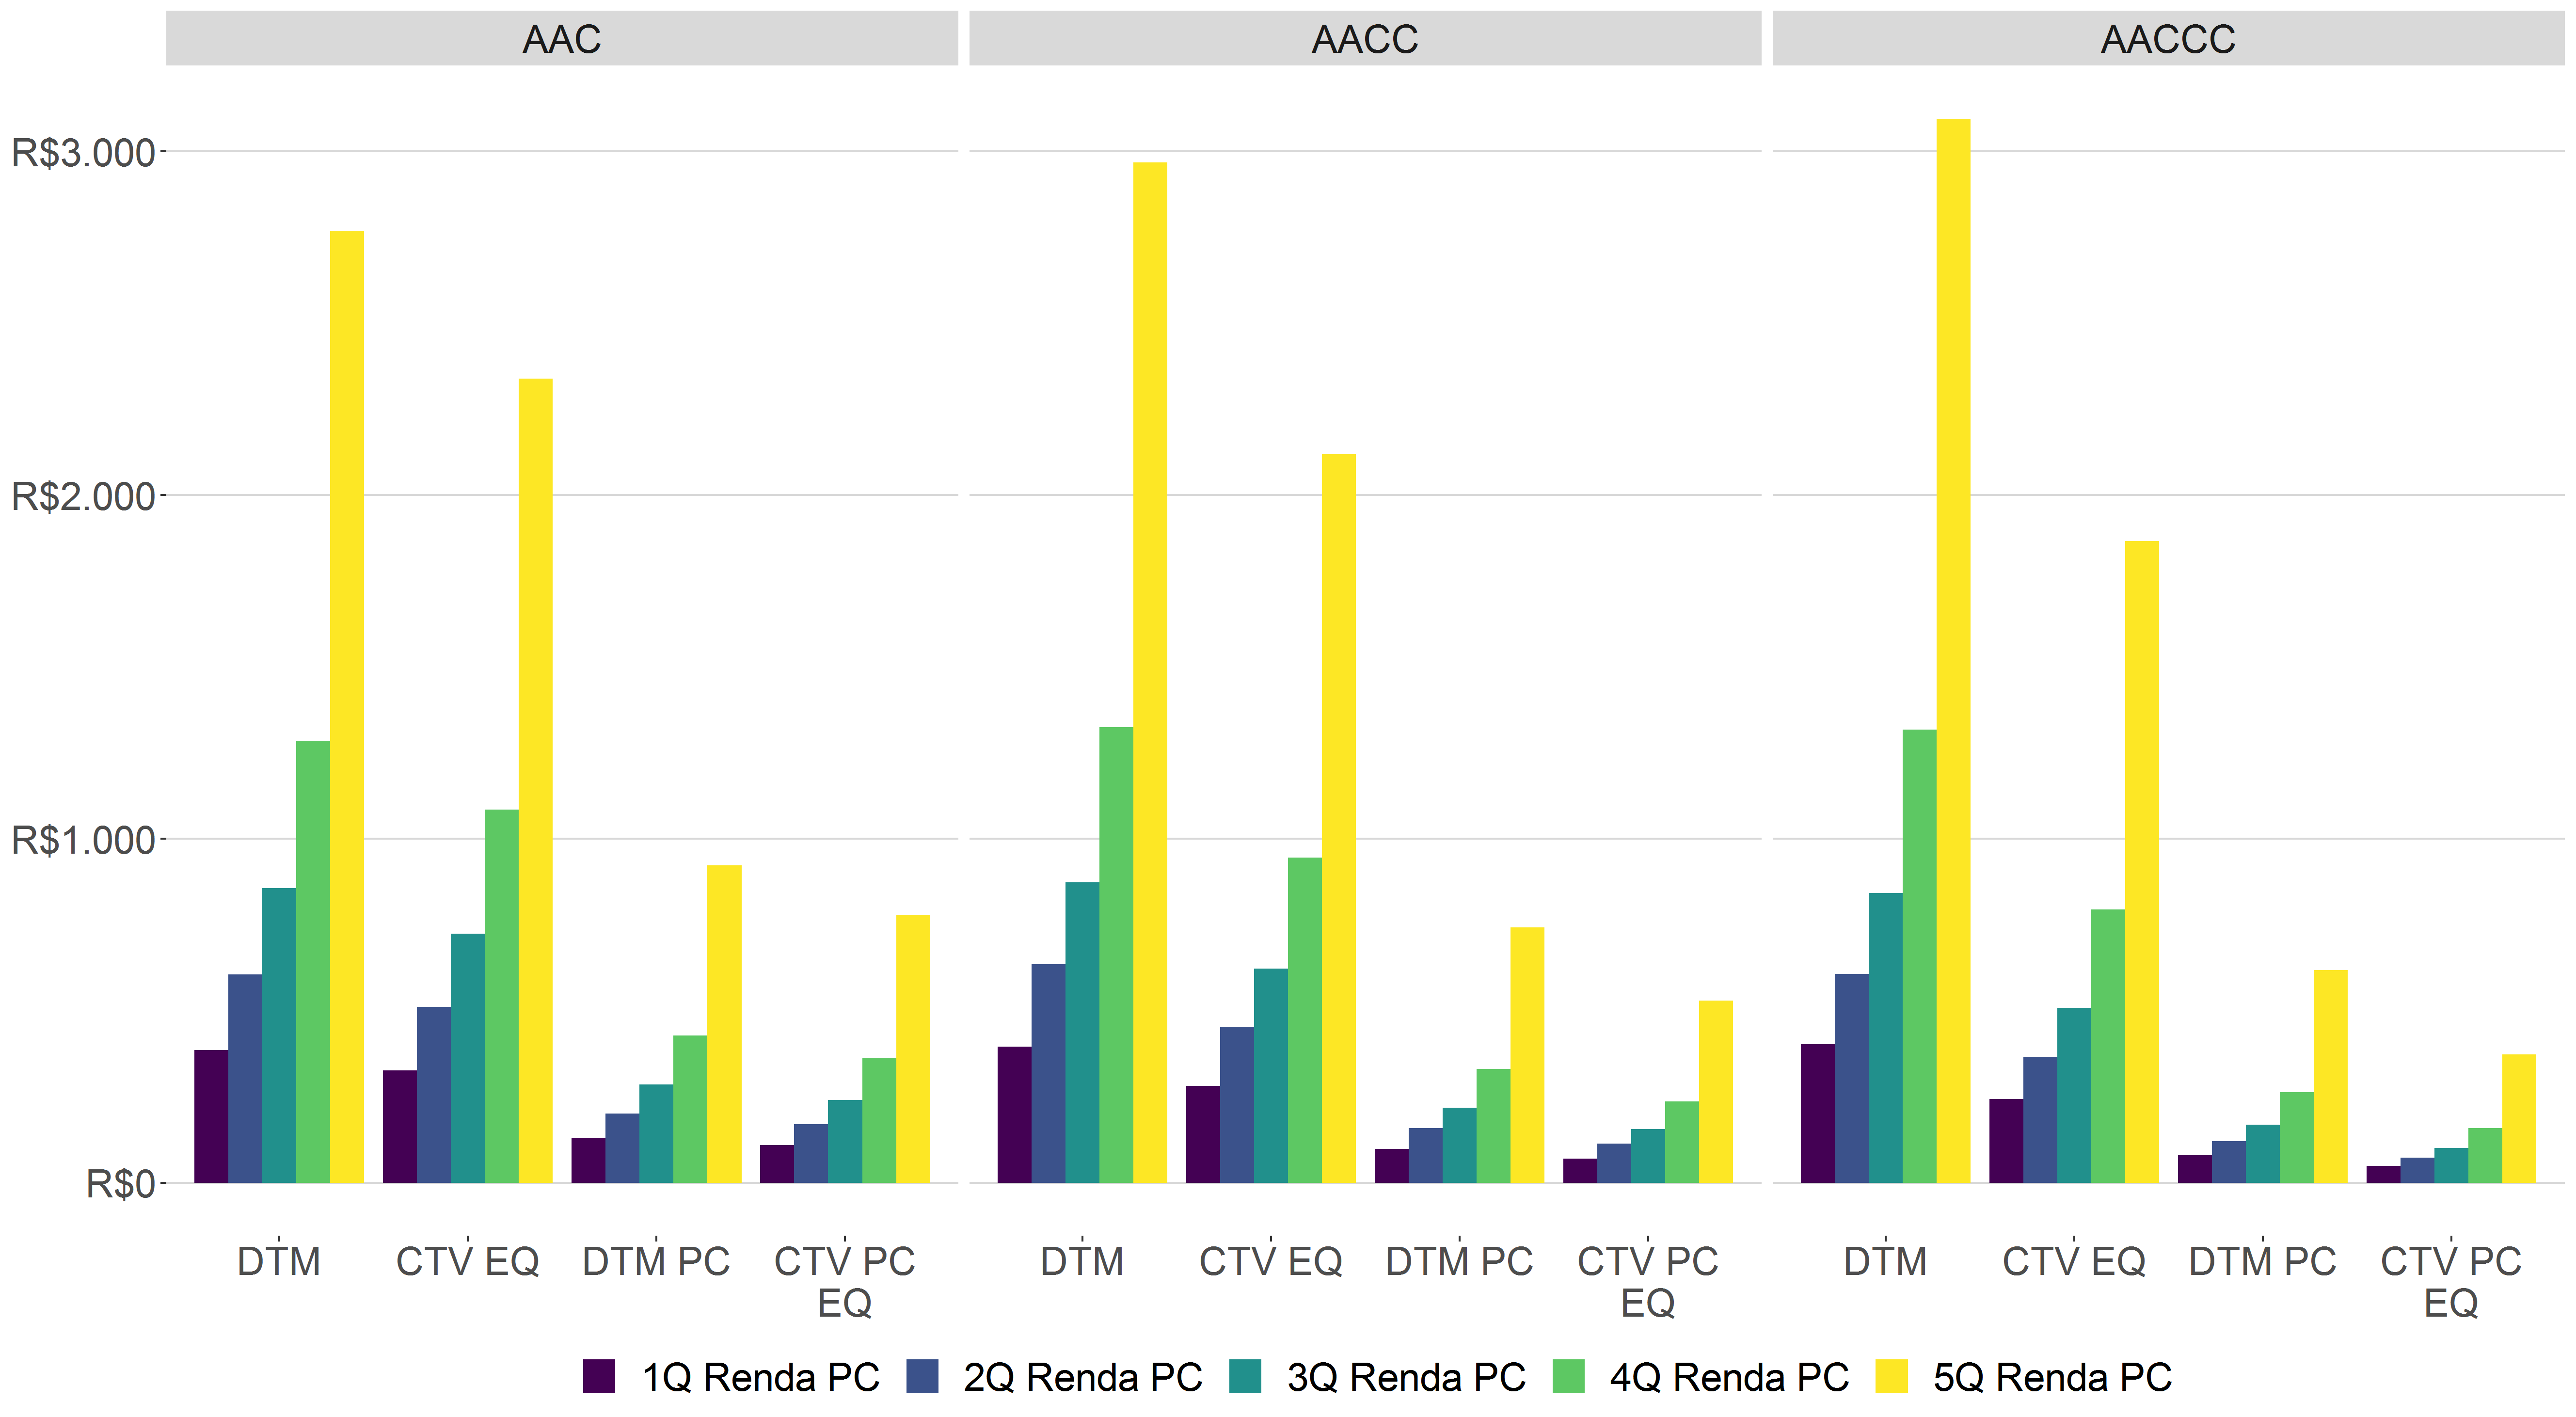 AAC
AACC
AACCC
R$3.000
R$2.000
R$1.000
R$0
DTM
CTV EQ
DTM PC
CTV PC
EQ
DTM
CTV EQ
DTM PC
CTV PC
EQ
DTM
CTV EQ
DTM PC
CTV PC
EQ
1Q Renda PC
2Q Renda PC
3Q Renda PC
4Q Renda PC
5Q Renda PC